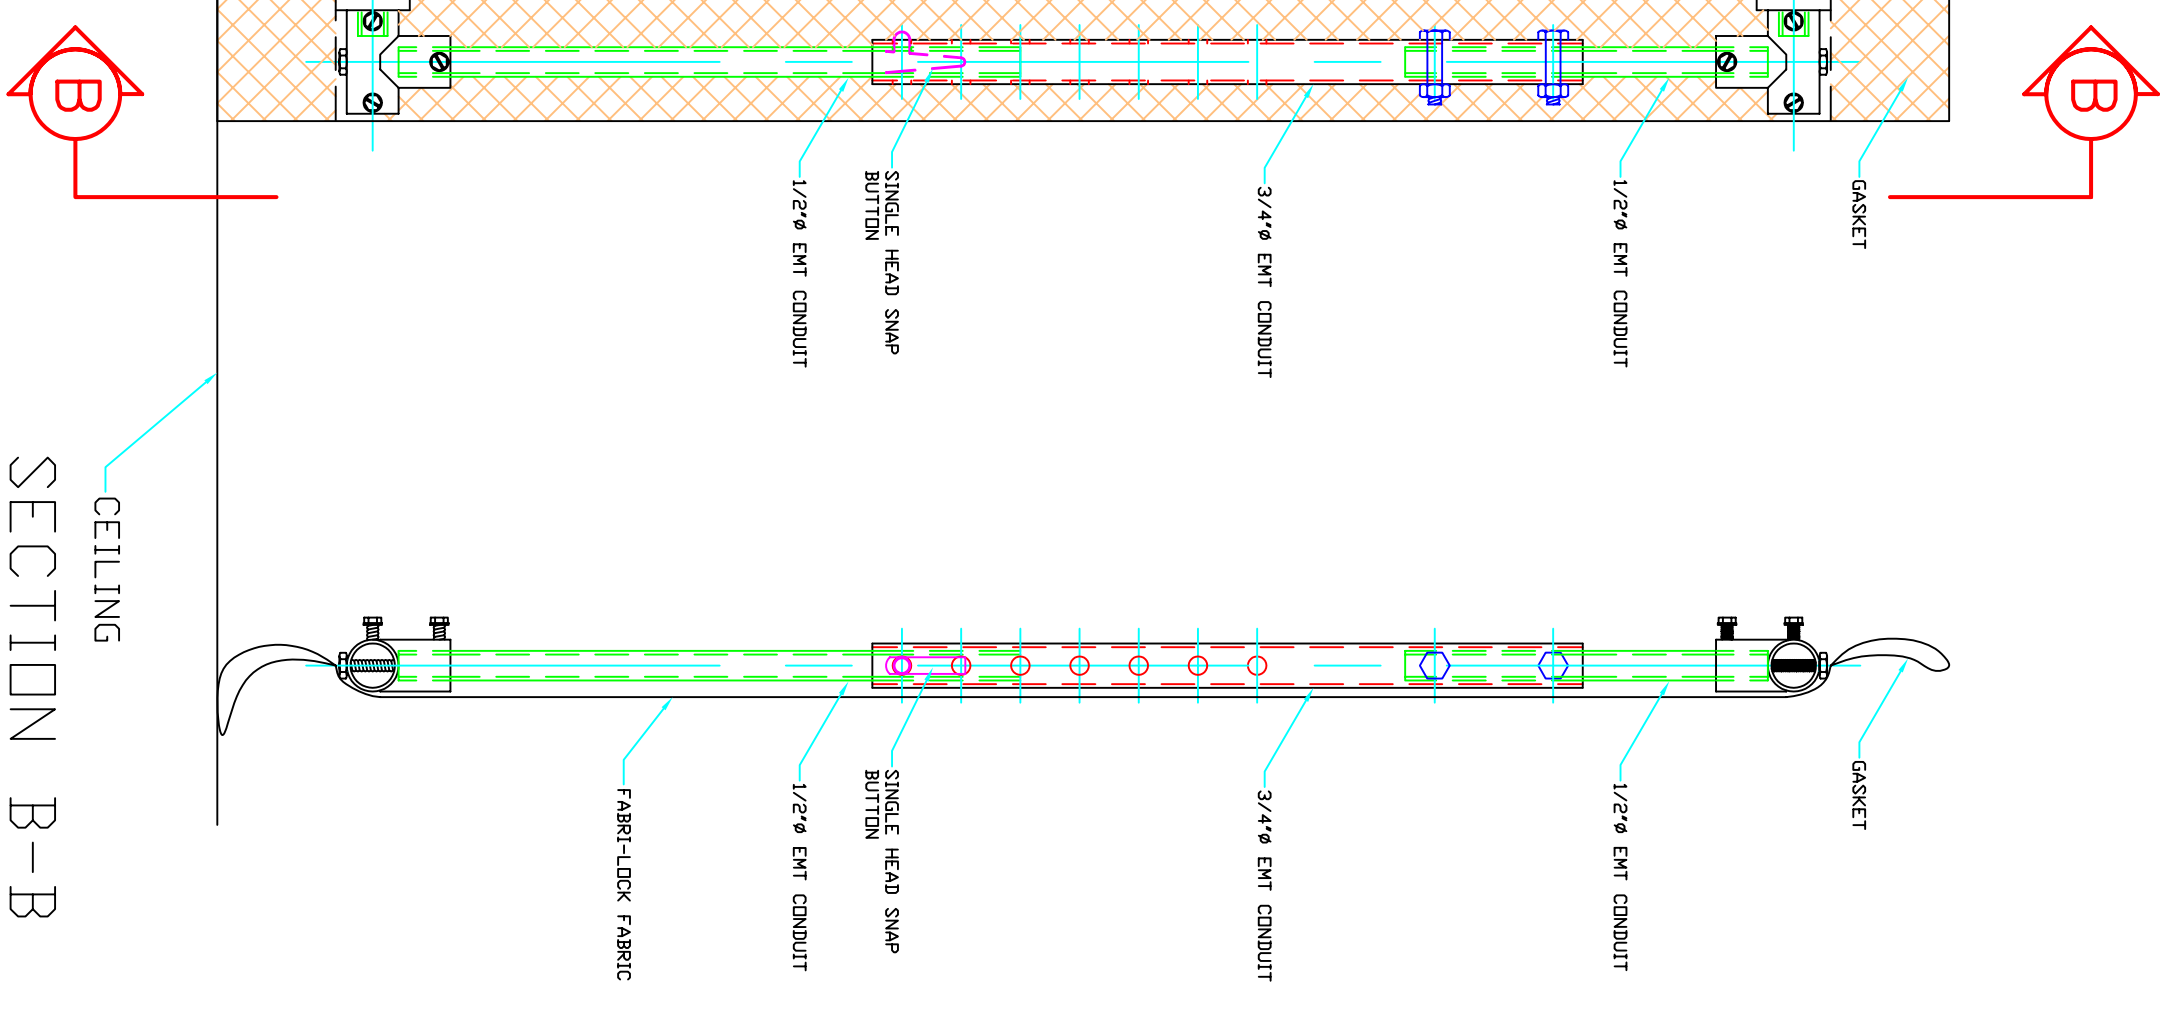 B
B
GASKET
1/2"Ø EMT CONDUIT
3/4"Ø EMT CONDUIT
SINGLE HEAD SNAP
BUTTON
1/2"Ø EMT CONDUIT
GASKET
1/2"Ø EMT CONDUIT
3/4"Ø EMT CONDUIT
SINGLE HEAD SNAP
BUTTON
1/2"Ø EMT CONDUIT
FABRI-LOCK FABRIC
CEILING
SECTION B-B